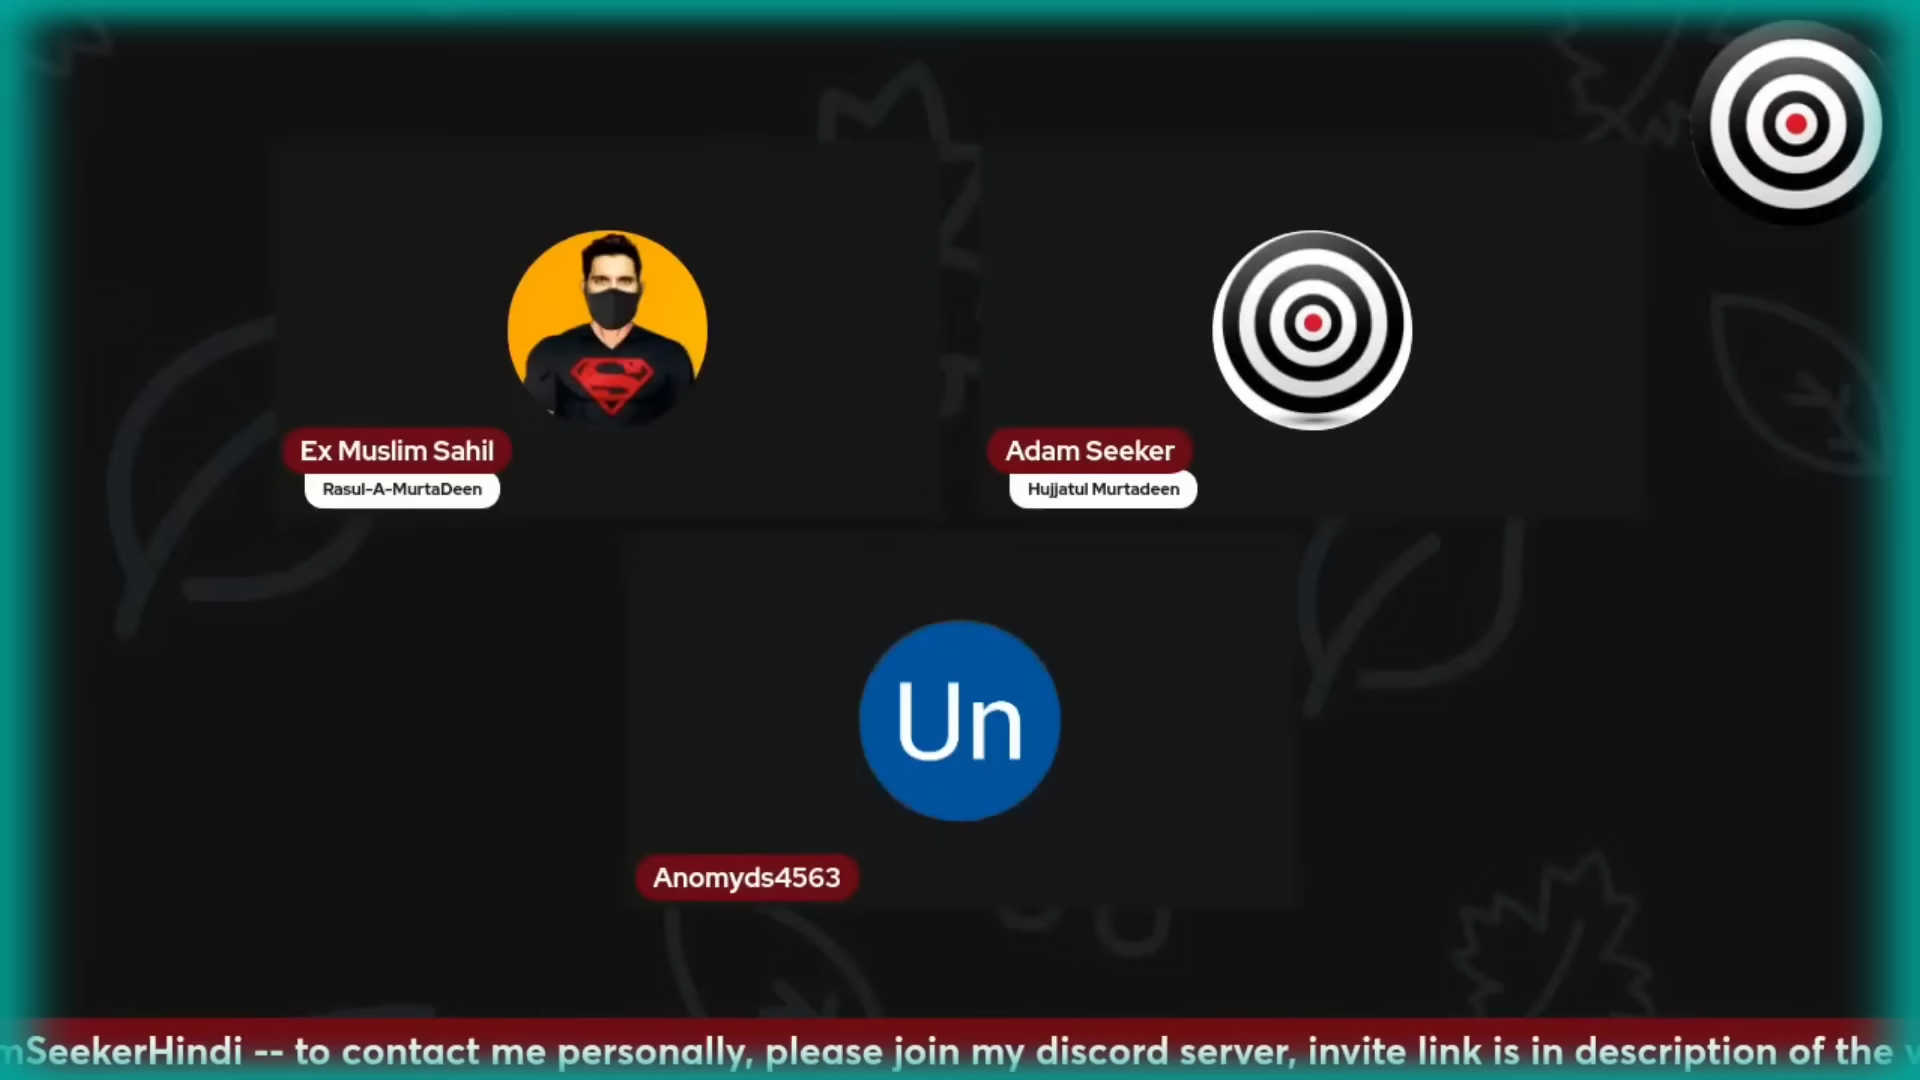 Ex Muslim Sahil
Rasul-A-MurtaDeen
Adam Seeker
Hujjatul Murtadeen
Un
Anomyds4563
mSeekerHindi -- to contact me personally, please join my discord server, invite link is in description of the